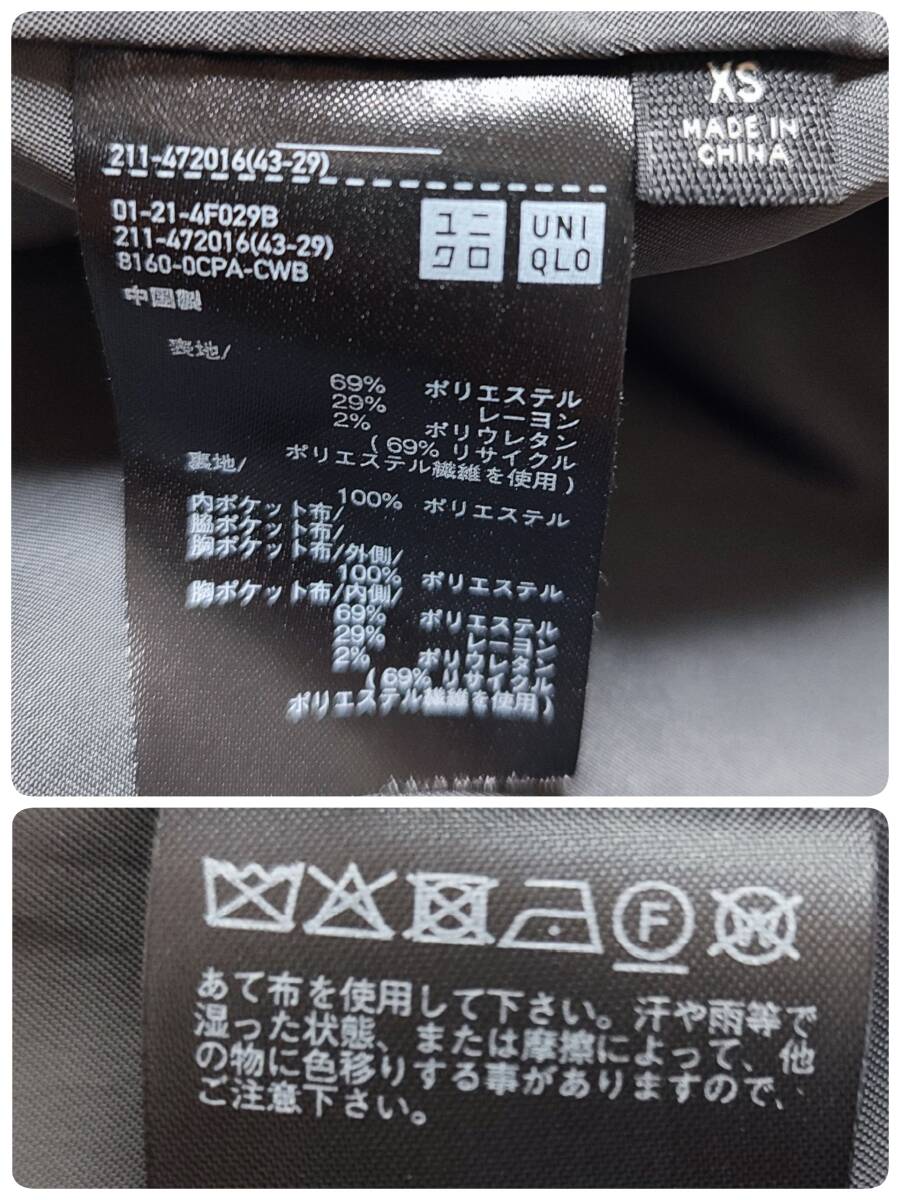 XS
MADE IN
CHINA
211-472016(43-29)
01-21-4F029B
211-472016(43-29)
8160-0CPA-CWB
ユニクロ
UNIQLO
中国製
表地/
69% ポリエステル
29% レーヨン
2% ポリウレタン
(69% リサイクル
ポリエステル繊維を使用)
裏地/
100% ポリエステル
内ポケット布/
脇ポケット布/
胸ポケット布/外側/
100% ポリエステル
胸ポケット布/内側/
69% ポリエステル
29% レーヨン
2% ポリウレタン
(69% リサイクル
ポリエステル繊維を使用)
F
W
あて布を使用して下さい。汗や雨等で
湿った状態、または摩擦によって、他
の物に色移りする事がありますので、
ご注意下さい。